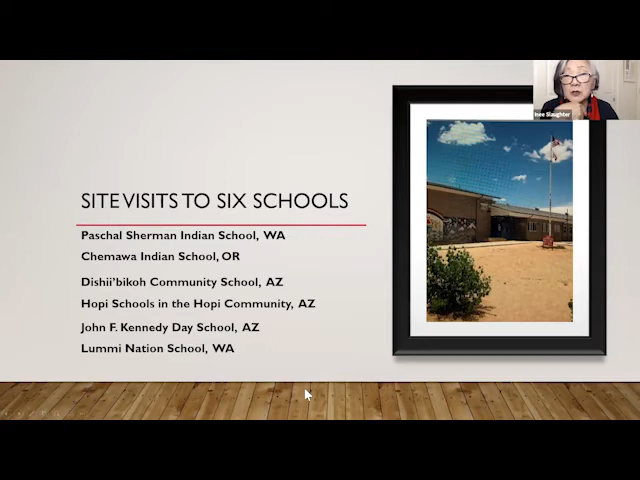 Inee Slaughter
SITE VISITS TO SIX SCHOOLS
Paschal Sherman Indian School, WA
Chemawa Indian School, OR
Dishii'bikoh Community School, AZ
Hopi Schools in the Hopi Community, AZ
John F. Kennedy Day School, AZ
Lummi Nation School, WA